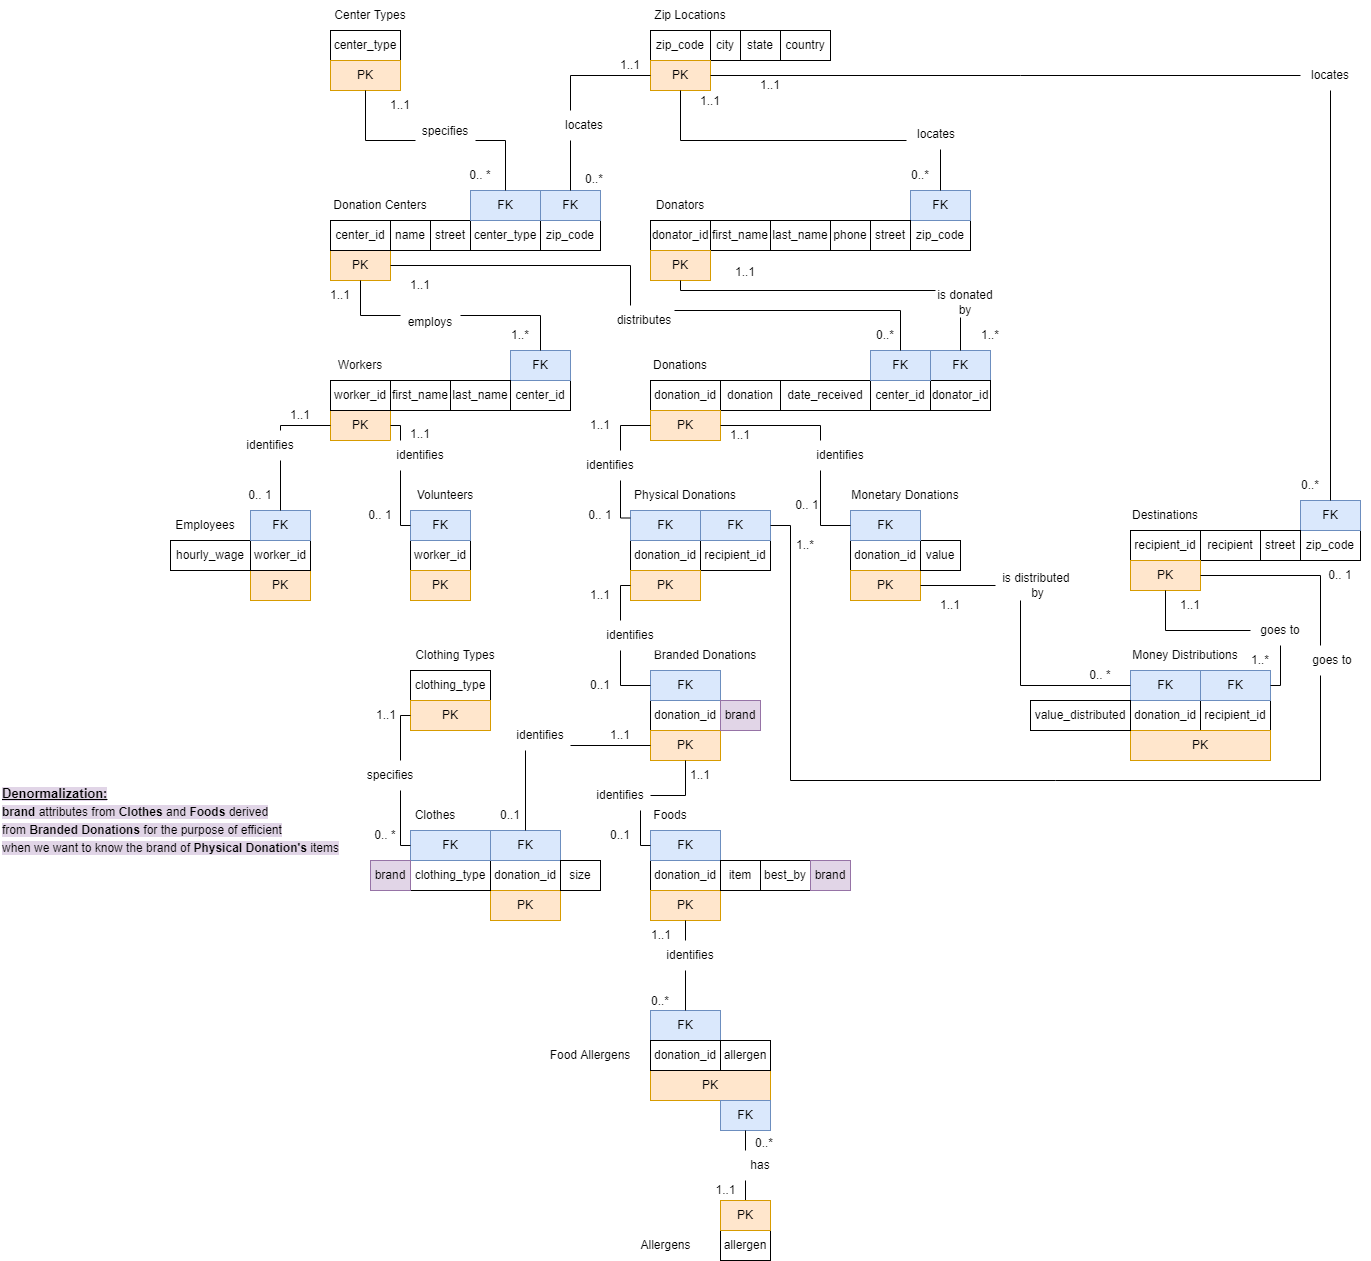 Center Types
Zip Locations
center_type
zip_code city state country
PK
PK
1..1
1..1
1..1
1..1
locates
specifies
locates
locates
0.. *
0..*
0..*
Donation Centers
FK FK
Donators
FK
center_id name street center_type zip_code
donator_id first_name last_name phone street zip_code
PK
PK
1..1
1..1
1..1
is donated
by
employs
distributes
1..*
0..*
1..*
Workers
FK
Donations
FK FK
worker_id first_name last_name center_id
donation_id donation date_received center_id donator_id
PK
PK
1..1
1..1
1..1
1..1
identifies
identifies
identifies
identifies
0.. 1
0.. 1
0.. 1
0.. 1
0..*
Employees
FK
Volunteers
FK
Physical Donations
FK FK
Monetary Donations
FK
Destinations
FK
hourly_wage worker_id
worker_id
donation_id recipient_id
1..*
donation_id value
recipient_id recipient street zip_code
PK
PK
PK
PK
PK
0.. 1
1..1
1..1
1..1
is distributed
by
identifies
goes to
goes to
Clothing Types
Branded Donations
Money Distributions
1..*
clothing_type
0..1
FK
0.. *
FK FK
PK
1..1
donation_id brand
value_distributed donation_id recipient_id
identifies
1..1
PK
PK
specifies
1..1
identifies
Denormalization:
brand attributes from Clothes and Foods derived
from Branded Donations for the purpose of efficient
when we want to know the brand of Physical Donation's items
Clothes
0..1
Foods
0.. *
FK FK
0..1
FK
brand clothing_type donation_id size
donation_id item best_by brand
PK
PK
1..1
identifies
0..*
FK
Food Allergens
donation_id allergen
PK
FK
0..*
has
1..1
PK
Allergens
allergen